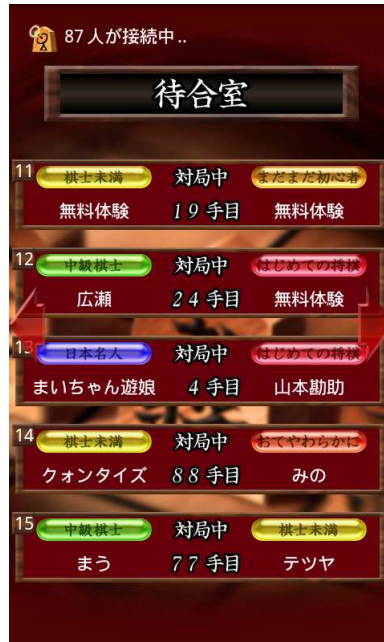 87人が接続中..
待合室
11 棋士未満 対局中 まだまだ初心者
無料体験 19手目 無料体験
12 中級棋士 対局中 はじめての将棋
広瀬 24手目 無料体験
13 日本名人 対局中 はじめての将棋
まいちゃん遊娘 4手目 山本勘助
14 棋士未満 対局中 おてやわらかに
クォンタイズ 88手目 みの
15 中級棋士 対局中 棋士未満
まう 77手目 テツヤ